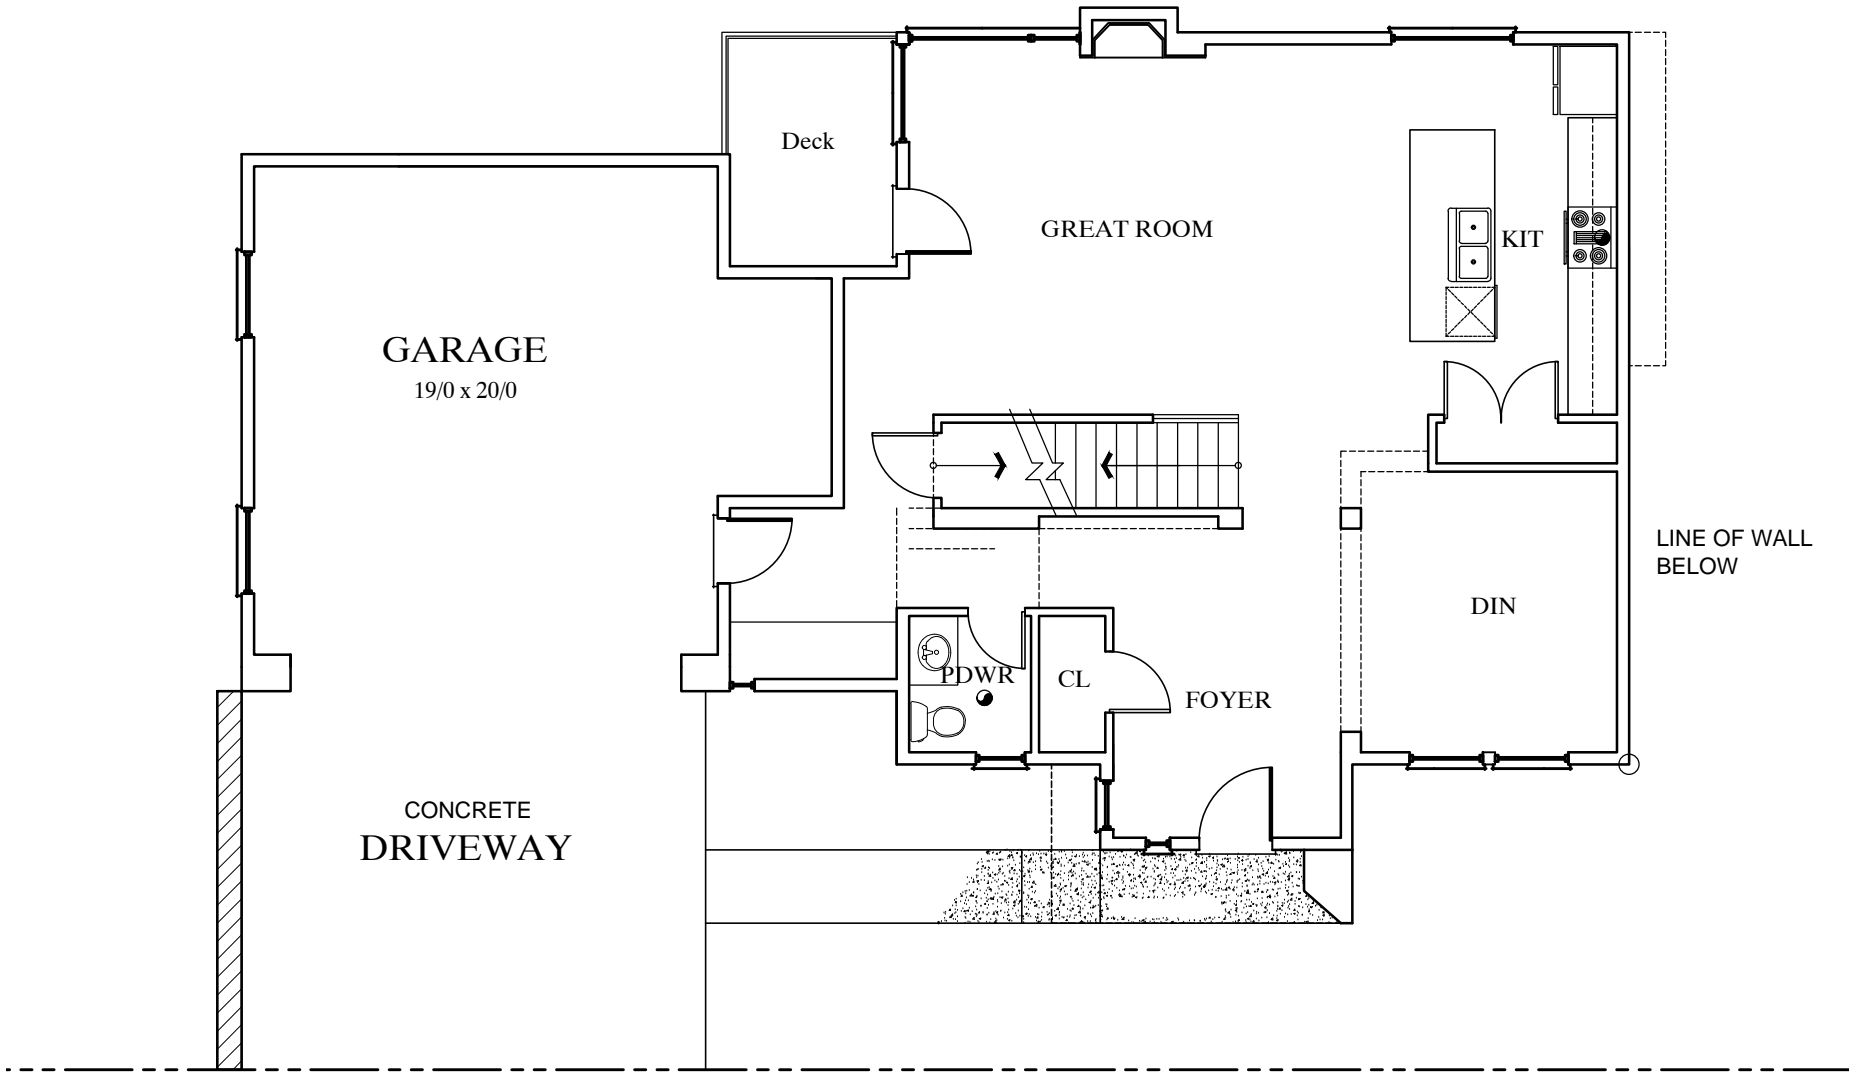 Deck
GREAT ROOM
KIT
GARAGE
19/0 x 20/0
LINE OF WALL
BELOW
DIN
PDWR
CL
FOYER
CONCRETE
DRIVEWAY